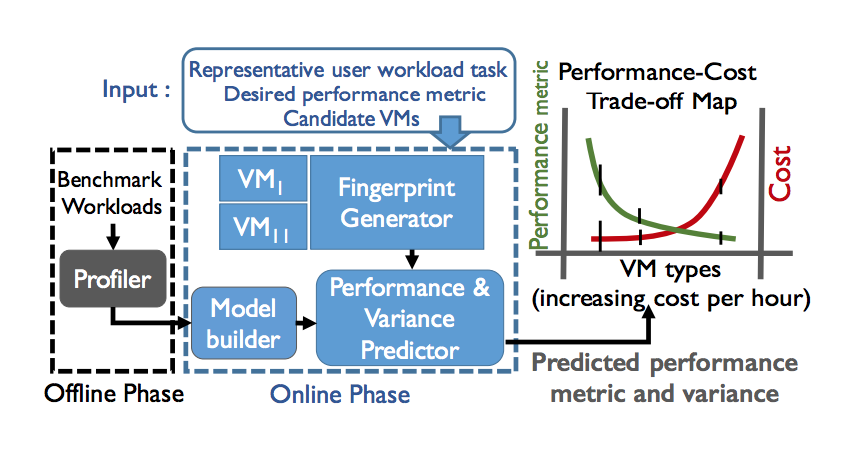 Input :
Representative user workload task
Desired performance metric
Candidate VMs
Benchmark
Workloads
Profiler
Offline Phase
VM1
VM11
Fingerprint
Generator
Model
builder
Performance &
Variance
Predictor
Online Phase
Performance-Cost
Trade-off Map
Performance metric
Cost
VM types
(increasing cost per hour)
Predicted performance
metric and variance